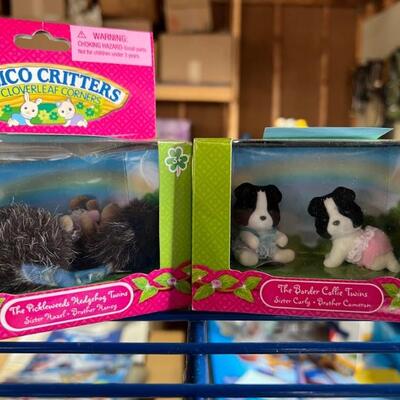 WARNING:
CHOKING HAZARD-Small parts.
Not for children under 3 years.
ICO CRITTERS
CLOVERLEAF CORNERS
The Pickleweeds Hedgehog Twins
Sister Hazel • Brother Harvey
The Border Collie Twins
Sister Carly • Brother Cameron